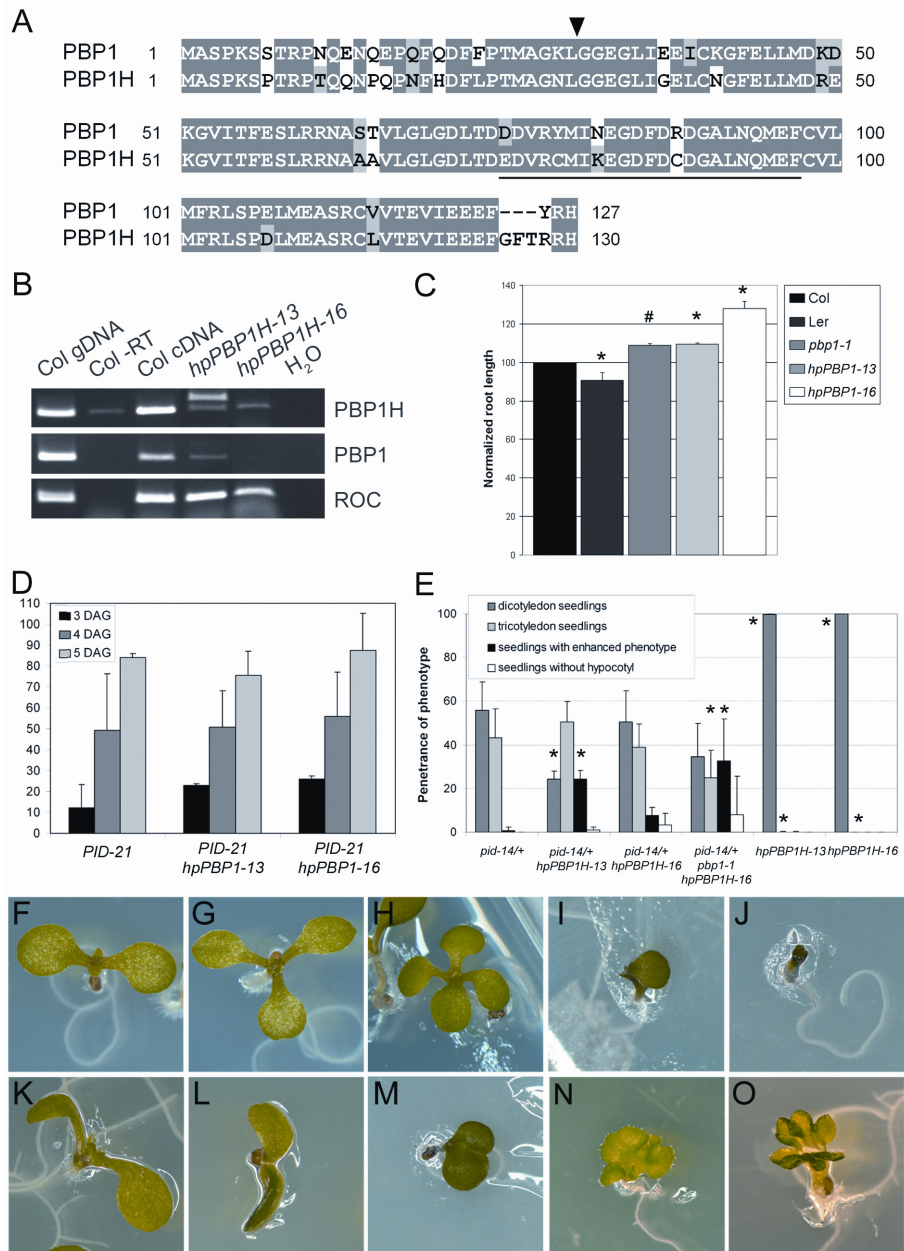 A
PBP1 1 MASPKSSTRPNQENQEPQFQDFFPTMAGKLGGEGLIEEICKGFELLMDKD 50
PBP1H 1 MASPKSPTRPTQQNPQPNFHDFLPTMAGNLGGEGLIGELCNGFELLMDRE 50
PBP1 51 KGVITFESLRRNASTVLGLGDLTDDDVRYMINEGDFDRDGALNQMEFCVL 100
PBP1H 51 KGVITFESLRRNAAAVLGLGDLTDEDVRCMIKEGDFDCDGALNQMEFCVL 100
PBP1 101 MFRLSPELMEASRCVVTEVIEEEF---YRH 127
PBP1H 101 MFRLSPDLMEASRCLVTEVIEEEFGFTRRH 130
B
Col gDNA
Col -RT
Col cDNA
hpPBP1H-13
hpPBP1H-16
H2O
PBP1H
PBP1
ROC
C
Normalized root length
140
120
100
80
60
40
20
0
* # * *
Col
Ler
pbp1-1
hpPBP1-13
hpPBP1-16
D
110
100
90
80
70
60
50
40
30
20
10
0
3 DAG
4 DAG
5 DAG
PID-21
PID-21
hpPBP1-13
PID-21
hpPBP1-16
E
Penetrance of phenotype
100
80
60
40
20
0
dicotyledon seedlings
tricotyledon seedlings
seedlings with enhanced phenotype
seedlings without hypocotyl
* * * * * * * *
pid-14/+
pid-14/+
hpPBP1H-13
pid-14/+
hpPBP1H-16
pid-14/+
pbp1-1
hpPBP1H-16
hpPBP1H-13
hpPBP1H-16
F
G
H
I
J
K
L
M
N
O